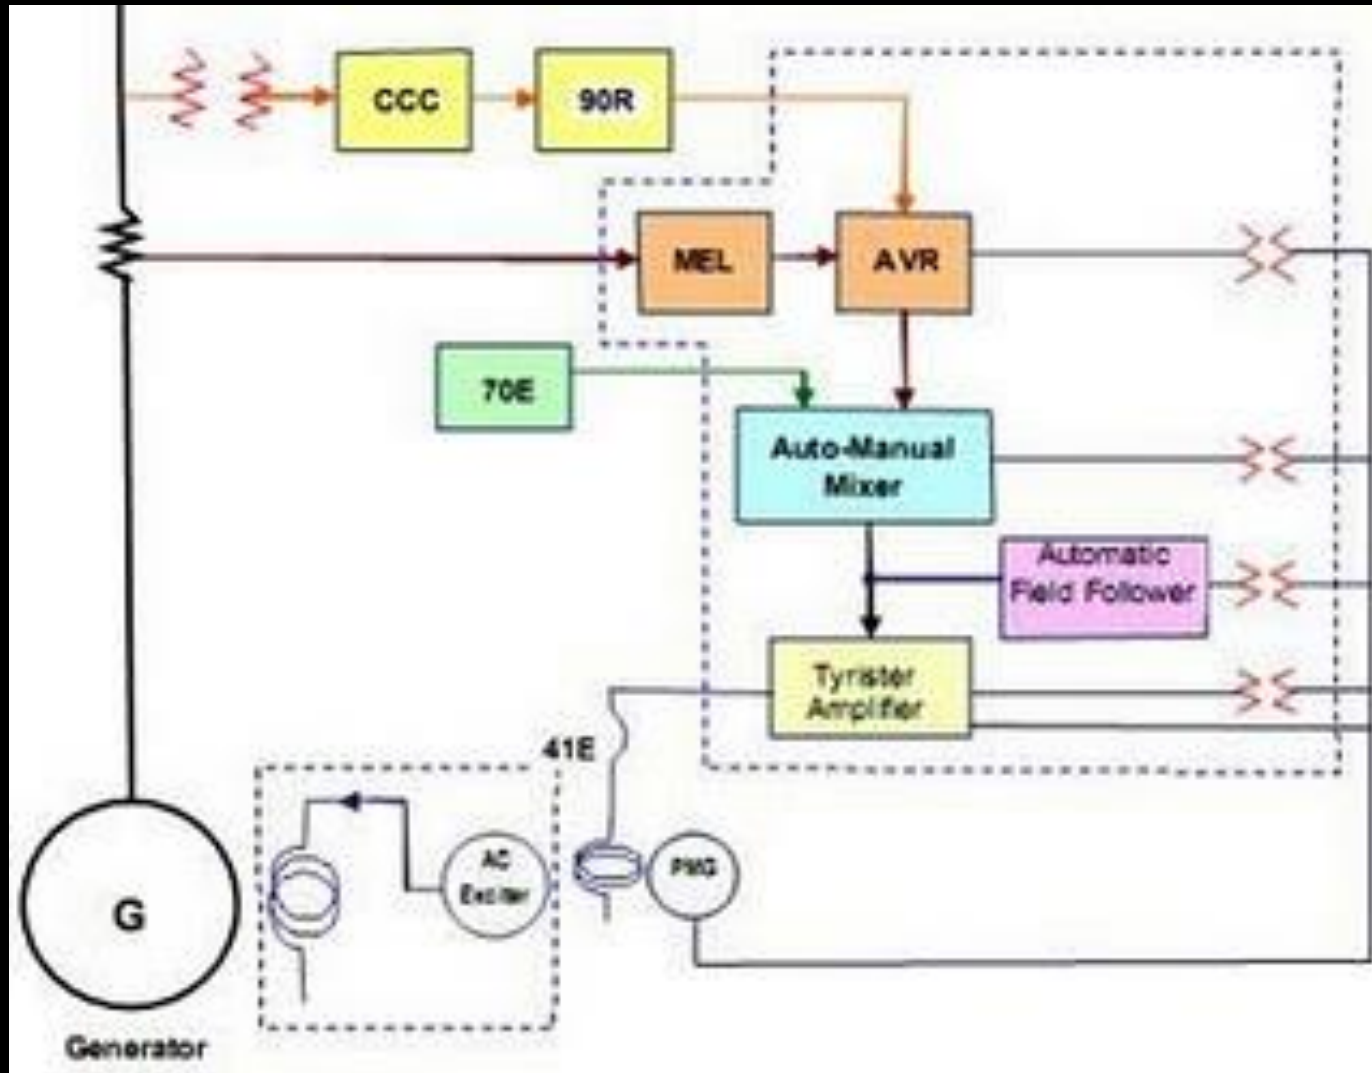 CCC
90R
MEL
AVR
70E
Auto-Manual
Mixer
Automatic
Field Follower
Tyrister
Amplifier
41E
AC
Exciter
PMG
G
Generator